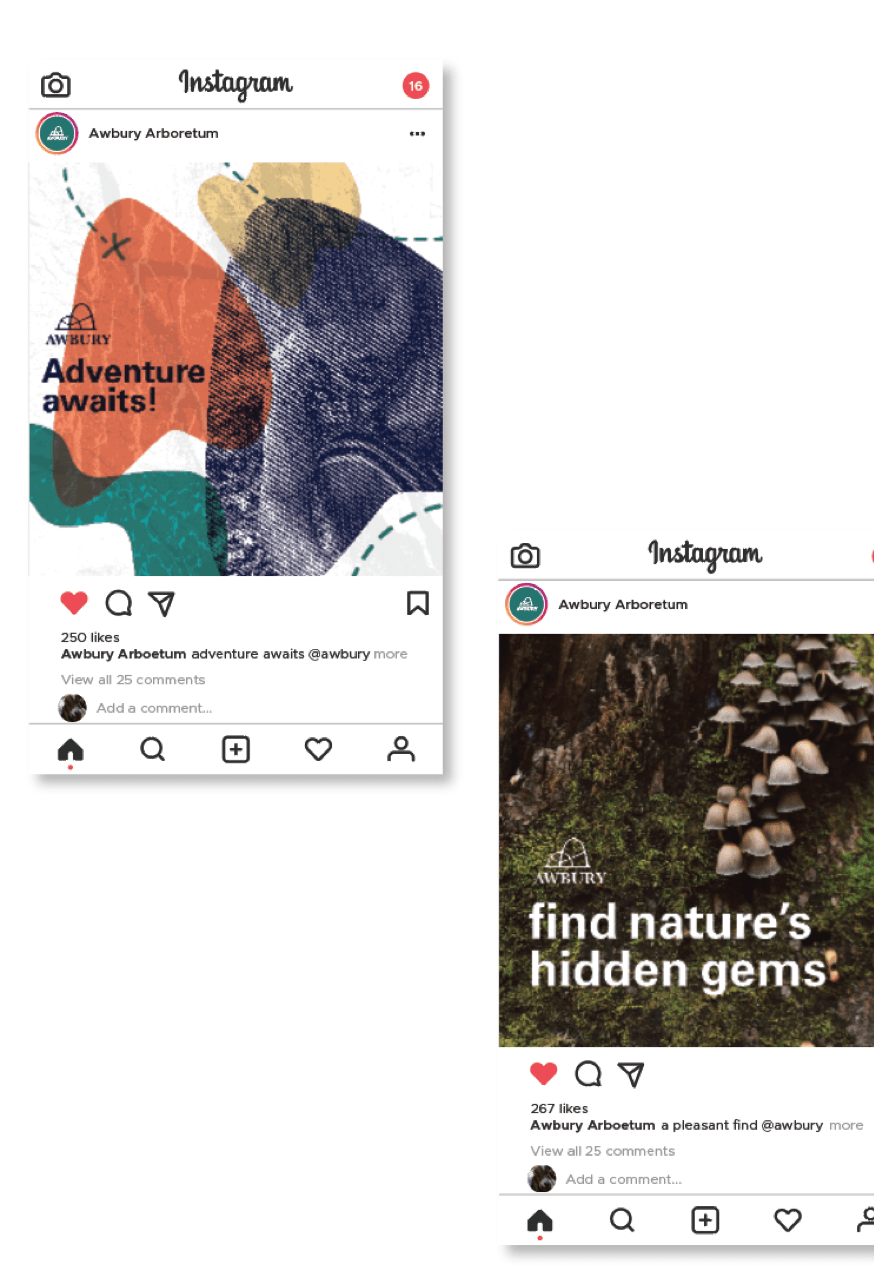 Instagram
16
Awbury Arboretum
AWBURY
Adventure
awaits!
250 likes
Awbury Arboetum adventure awaits @awbury more
View all 25 comments
Add a comment...
Instagram
Awbury Arboretum
AWBURY
find nature's
hidden gems
267 likes
Awbury Arboetum a pleasant find @awbury more
View all 25 comments
Add a comment...